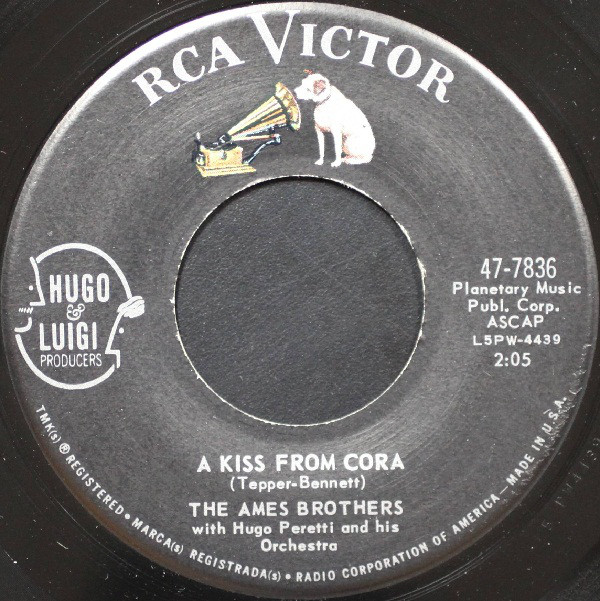 RCA VICTOR
HUGO
&
LUIGI
PRODUCERS
47-7836
Planetary Music
Publ. Corp.
ASCAP
L5PW-4439
2:05
A KISS FROM CORA
(Tepper-Bennett)
THE AMES BROTHERS
with Hugo Peretti and his
Orchestra
TMK(s) ® REGISTERED • MARCA(s) REGISTRADA(s) • RADIO CORPORATION OF AMERICA — MADE IN U.S.A.